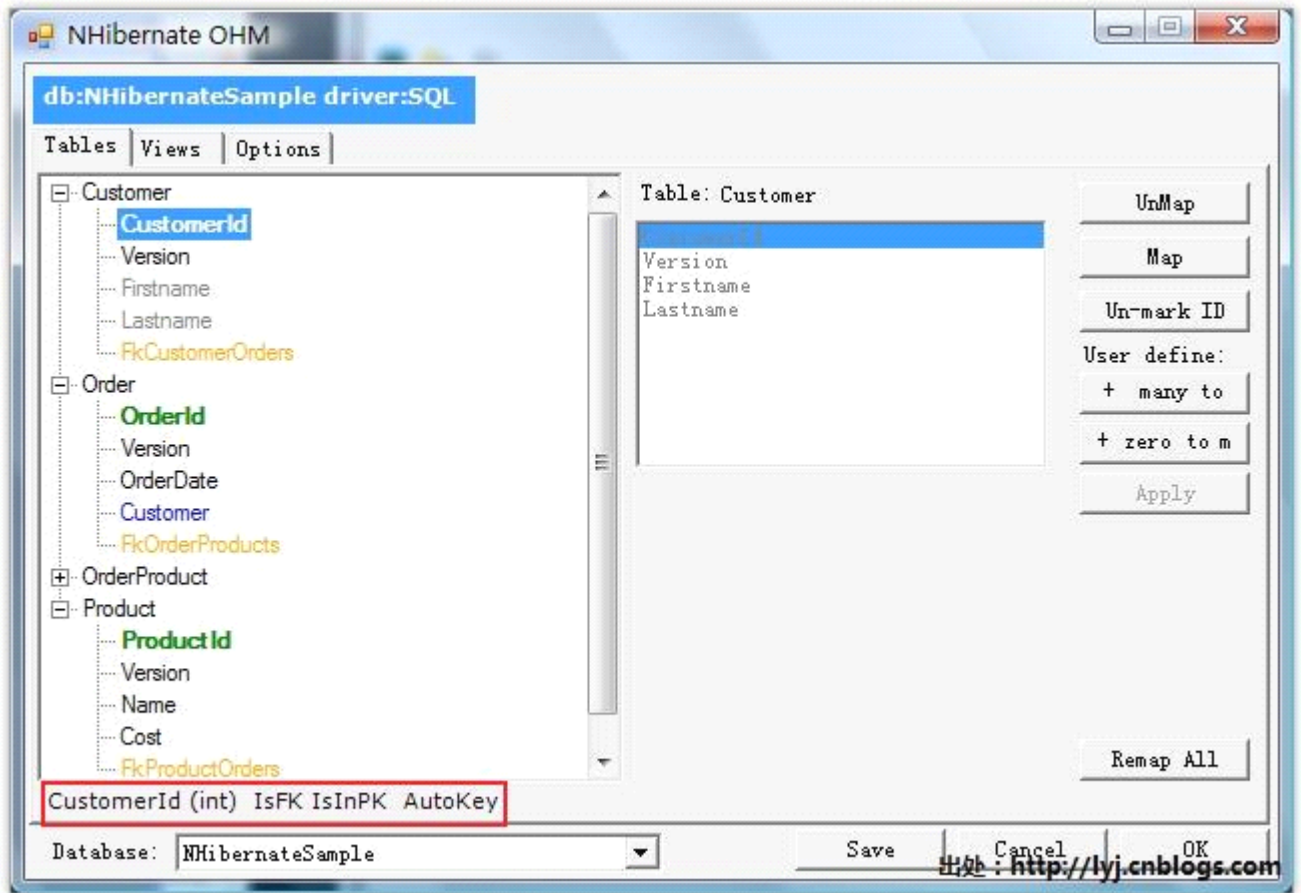 NHibernate OHM
db:NHibernateSample driver:SQL
Tables Views Options
Customer
CustomerId
Version
Firstname
Lastname
FkCustomerOrders
Order
OrderId
Version
OrderDate
Customer
FkOrderProducts
OrderProduct
Product
ProductId
Version
Name
Cost
FkProductOrders
CustomerId (int) IsFK IsInPK AutoKey
Table: Customer
Version
Firstname
Lastname
UnMap
Map
Un-mark ID
User define:
+ many to
+ zero to m
Apply
Remap All
Database: NHibernateSample
Save Cancel OK
出处：http://lyj.cnblogs.com